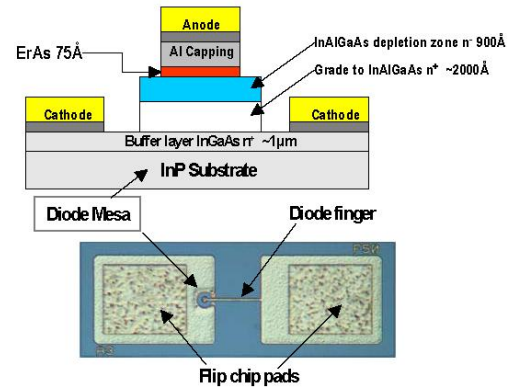 Anode
Al Capping
ErAs 75Å
InAlGaAs depletion zone n⁻ 900Å
Grade to InAlGaAs n⁺ ~2000Å
Cathode
Cathode
Buffer layer InGaAs n⁺ ~1µm
InP Substrate
Diode Mesa
Diode finger
Flip chip pads